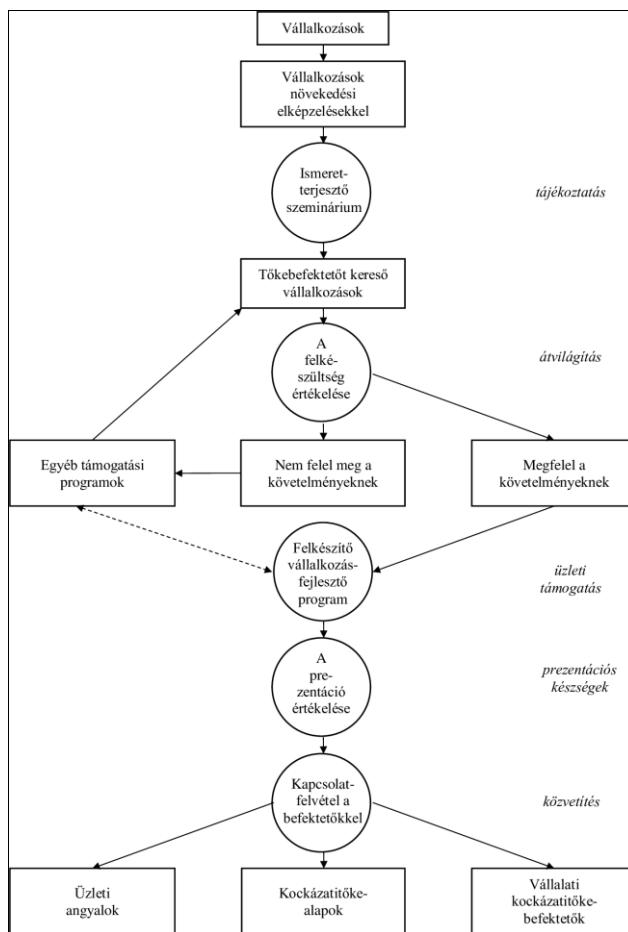 Vállalkozások
Vállalkozások
növekedési
elképzelésekkel
Ismeret-
terjesztő
szeminárium
tájékoztatás
Tőkebefektetőt kereső
vállalkozások
A
felké-
szültség
értékelése
átvilágítás
Egyéb támogatási
programok
Nem felel meg a
követelményeknek
Megfelel a
követelményeknek
Felkészítő
vállalkozás-
fejlesztő
program
üzleti
támogatás
A
pre-
zentáció
értékelése
prezentációs
készségek
Kapcsolat-
felvétel a
befektetőkkel
közvetítés
Üzleti
angyalok
Kockázatitőke-
alapok
Vállalati
kockázatitőke-
befektetők